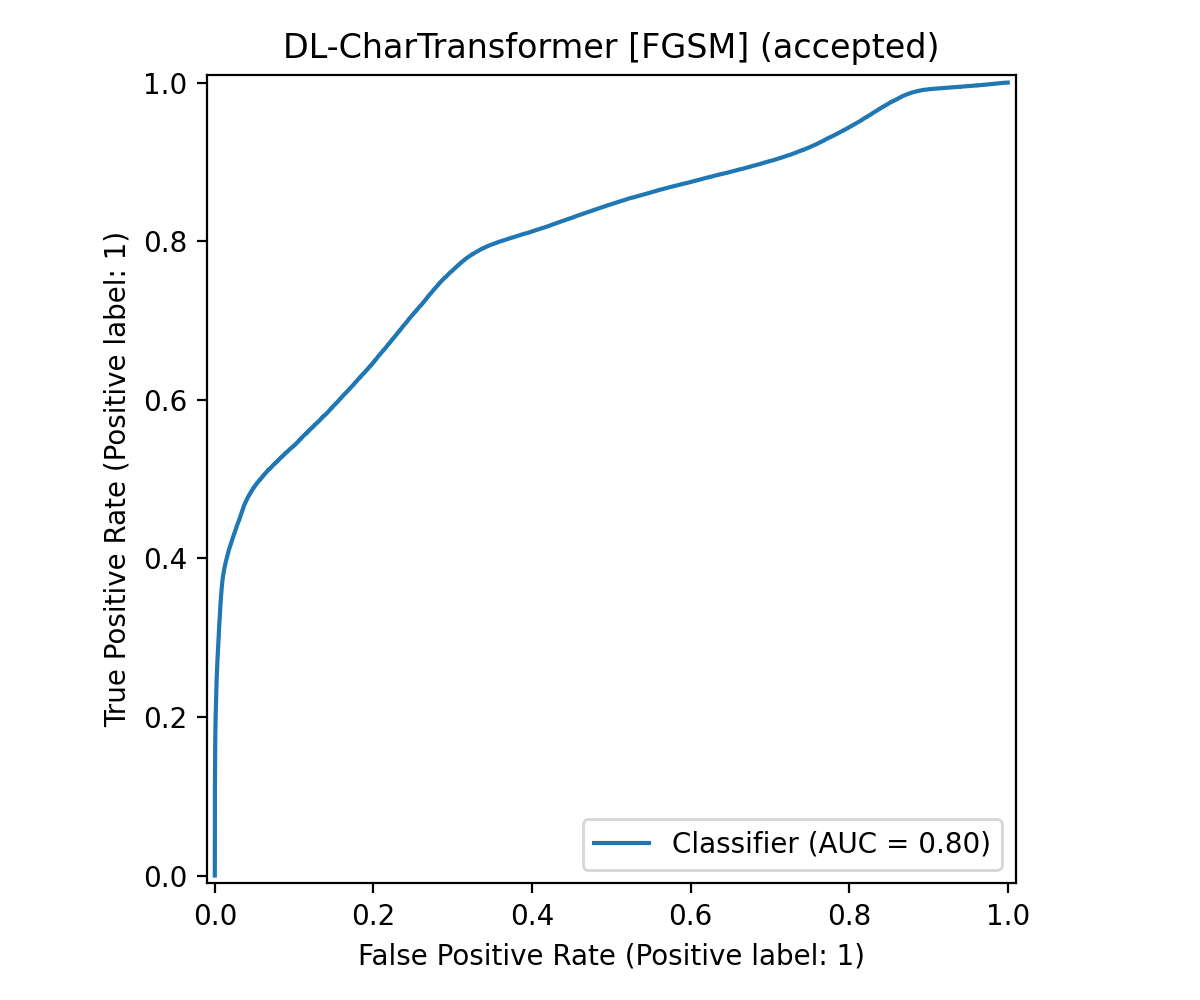 DL-CharTransformer [FGSM] (accepted)
True Positive Rate (Positive label: 1)
1.0
0.8
0.6
0.4
0.2
0.0
Classifier (AUC = 0.80)
0.0 0.2 0.4 0.6 0.8 1.0
False Positive Rate (Positive label: 1)